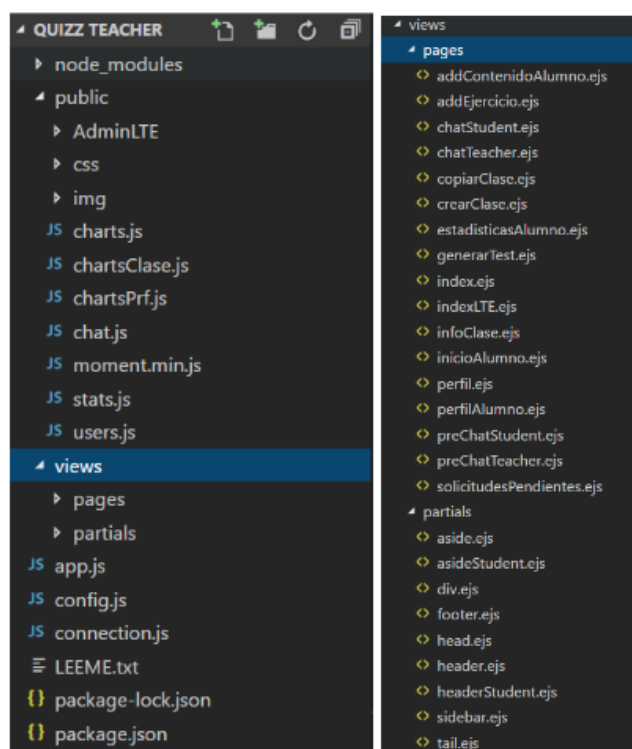 QUIZZ TEACHER
node_modules
public
AdminLTE
css
img
JS charts.js
JS chartsClase.js
JS chartsPrf.js
JS chat.js
JS moment.min.js
JS stats.js
JS users.js
views
pages
partials
JS app.js
JS config.js
JS connection.js
LEEME.txt
{} package-lock.json
{} package.json
views
pages
<> addContenidoAlumno.ejs
<> addEjercicio.ejs
<> chatStudent.ejs
<> chatTeacher.ejs
<> copiarClase.ejs
<> crearClase.ejs
<> estadisticasAlumno.ejs
<> generarTest.ejs
<> index.ejs
<> indexLTE.ejs
<> infoClase.ejs
<> inicioAlumno.ejs
<> perfil.ejs
<> perfilAlumno.ejs
<> preChatStudent.ejs
<> preChatTeacher.ejs
<> solicitudesPendientes.ejs
partials
<> aside.ejs
<> asideStudent.ejs
<> div.ejs
<> footer.ejs
<> head.ejs
<> header.ejs
<> headerStudent.ejs
<> sidebar.ejs
<> tail.ejs